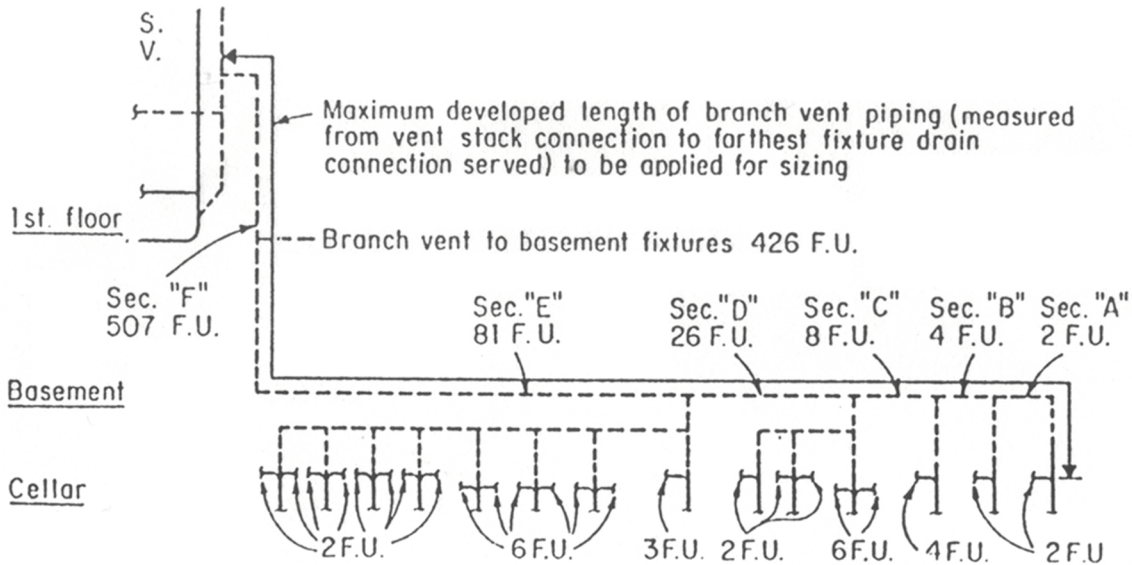 S.
V.
Maximum developed length of branch vent piping (measured
from vent stack connection to farthest fixture drain
connection served) to be applied for sizing
1st. floor
Branch vent to basement fixtures 426 F.U.
Sec. "F"
507 F.U.
Sec. "E"
81 F.U.
Sec. "D"
26 F.U.
Sec. "C"
8 F.U.
Sec. "B"
4 F.U.
Sec. "A"
2 F.U.
Basement
Cellar
2 F.U.
6 F.U.
3 F.U.
2 F.U.
6 F.U.
4 F.U.
2 F.U